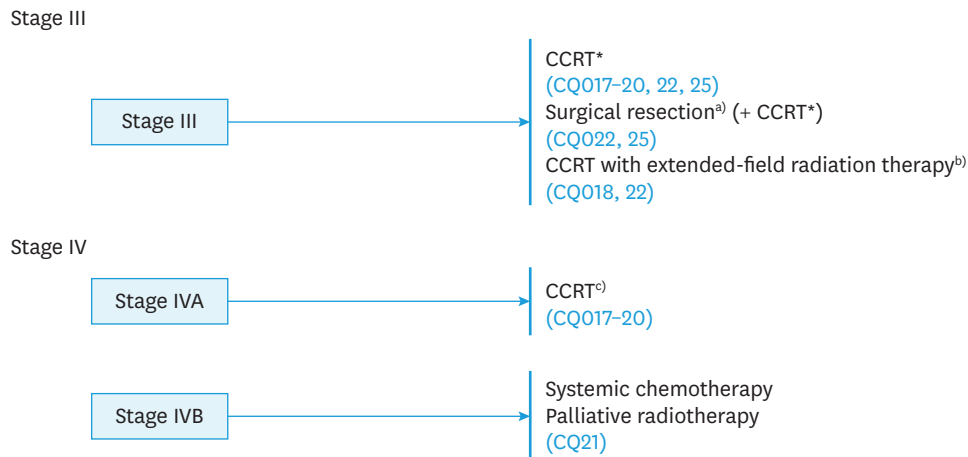 Stage III
Stage III
CCRT*
(CQ017–20, 22, 25)
Surgical resectionᵃ⁾ (+ CCRT*)
(CQ022, 25)
CCRT with extended-field radiation therapyᵇ⁾
(CQ018, 22)
Stage IV
Stage IVA
CCRTᶜ⁾
(CQ017–20)
Stage IVB
Systemic chemotherapy
Palliative radiotherapy
(CQ21)